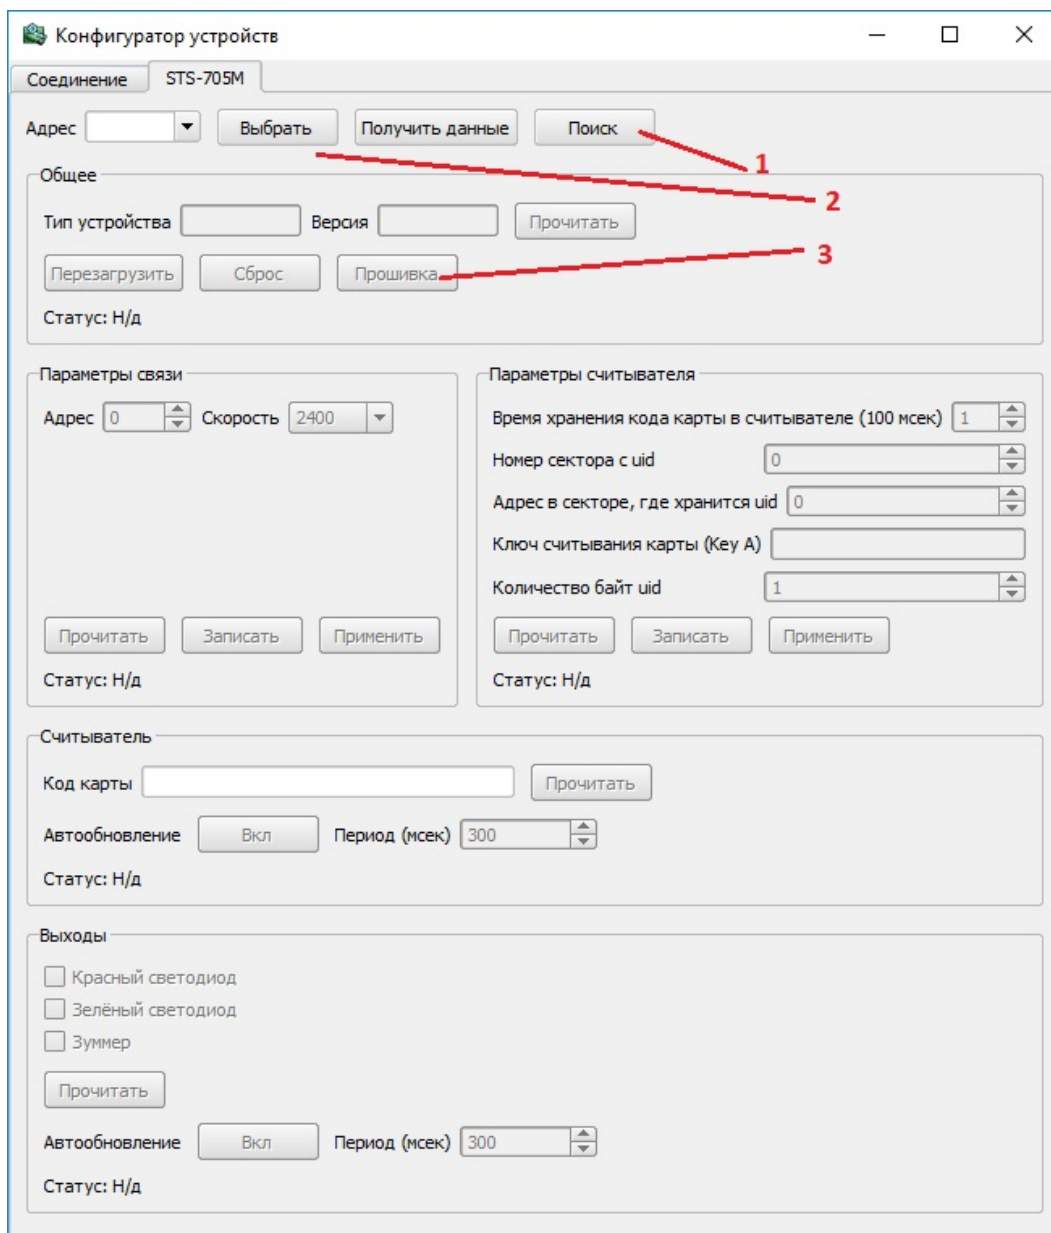 Конфигуратор устройств
Соединение STS-705M
Адрес Выбрать Получить данные Поиск
1
2
Общее
Тип устройства Версия Прочитать
3
Перезагрузить Сброс Прошивка
Статус: Н/д
Параметры связи
Адрес 0 Скорость 2400
Прочитать Записать Применить
Статус: Н/д
Параметры считывателя
Время хранения кода карты в считывателе (100 мсек) 1
Номер сектора с uid 0
Адрес в секторе, где хранится uid 0
Ключ считывания карты (Key A)
Количество байт uid 1
Прочитать Записать Применить
Статус: Н/д
Считыватель
Код карты Прочитать
Автообновление Вкл Период (мсек) 300
Статус: Н/д
Выходы
Красный светодиод
Зелёный светодиод
Зуммер
Прочитать
Автообновление Вкл Период (мсек) 300
Статус: Н/д